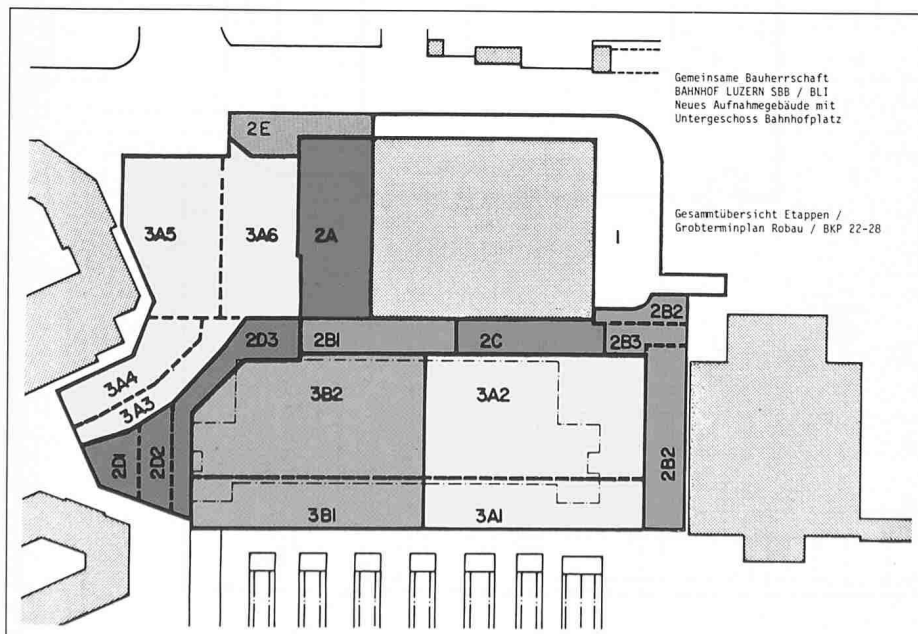 Gemeinsame Bauherrschaft
BAHNHOF LUZERN SBB / BLI
Neues Aufnahmegebäude mit
Untergeschoss Bahnhofplatz
Gesammtübersicht Etappen /
Grobterminplan Robau / BKP 22-28
2E
3A5
3A6
2A
1
2B2
2D3
2B1
2C
2B3
3A4
3A3
3B2
3A2
2D1
2D2
2B2
3B1
3A1